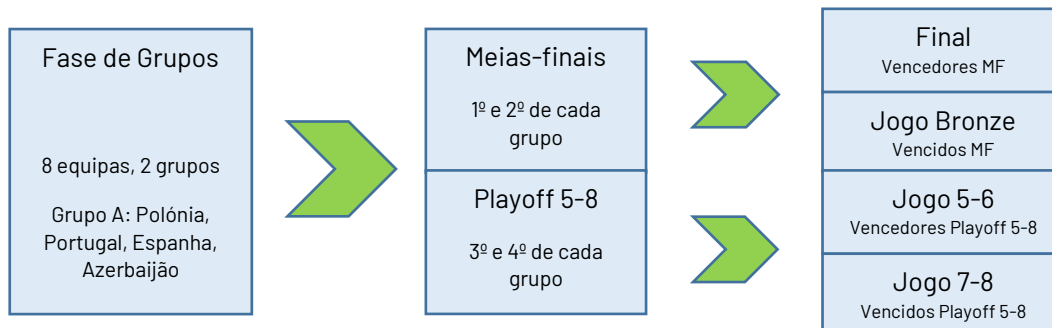 Fase de Grupos
8 equipas, 2 grupos
Grupo A: Polónia,
Portugal, Espanha,
Azerbaijão
Meias-finais
1º e 2º de cada
grupo
Playoff 5-8
3º e 4º de cada
grupo
Final
Vencedores MF
Jogo Bronze
Vencidos MF
Jogo 5-6
Vencedores Playoff 5-8
Jogo 7-8
Vencidos Playoff 5-8